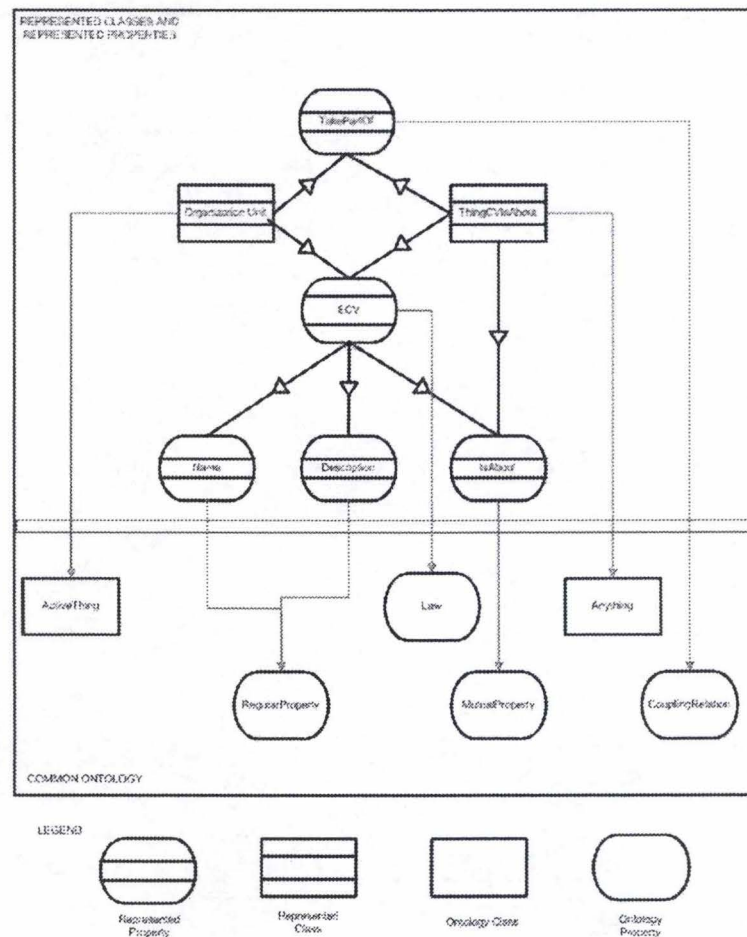 REPRESENTED CLASSES AND
REPRESENTED PROPERTIES
TakePartOf
Organization Unit
ThingCVIsAbout
ECV
Name
Description
IsAbout
ActiveThing
Law
Anything
RegularProperty
MutualProperty
CouplingRelation
COMMON ONTOLOGY
LEGEND
Represented
Property
Represented
Class
Ontology Class
Ontology
Property